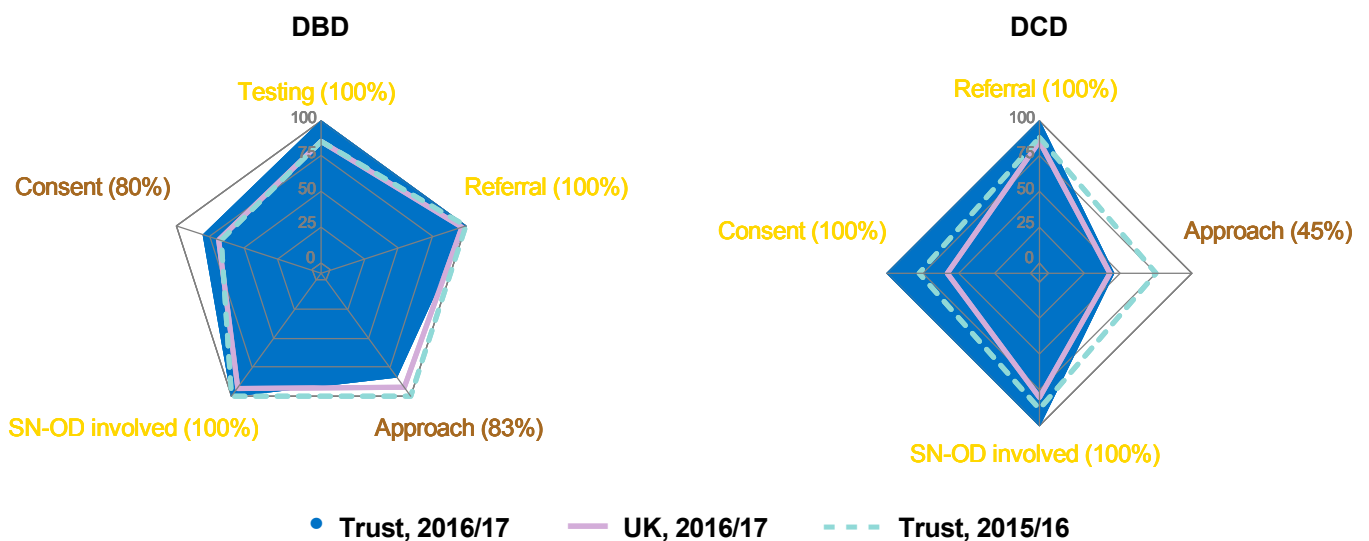 DBD
Testing (100%)
100
75
50
25
0
Consent (80%)
Referral (100%)
SN-OD involved (100%)
Approach (83%)
DCD
Referral (100%)
100
75
50
25
0
Consent (100%)
Approach (45%)
SN-OD involved (100%)
Trust, 2016/17
UK, 2016/17
Trust, 2015/16